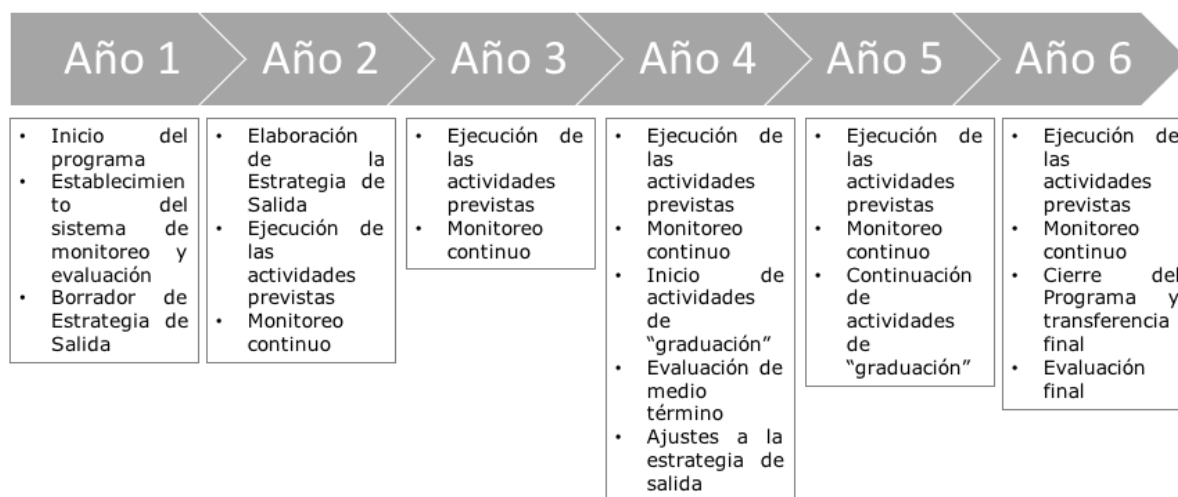 Año 1
Año 2
Año 3
Año 4
Año 5
Año 6
• Inicio del
programa
• Establecimien
to del
sistema de
monitoreo y
evaluación
• Borrador de
Estrategia de
Salida
• Elaboración
de la
Estrategia de
Salida
• Ejecución de
las
actividades
previstas
• Monitoreo
continuo
• Ejecución de
las
actividades
previstas
• Monitoreo
continuo
• Ejecución de
las
actividades
previstas
• Monitoreo
continuo
• Inicio de
actividades
de
“graduación”
• Evaluación de
medio
término
• Ajustes a la
estrategia de
salida
• Ejecución de
las
actividades
previstas
• Monitoreo
continuo
• Continuación
de
actividades
de
“graduación”
• Ejecución de
las
actividades
previstas
• Monitoreo
continuo
• Cierre del
Programa y
transferencia
final
• Evaluación
final